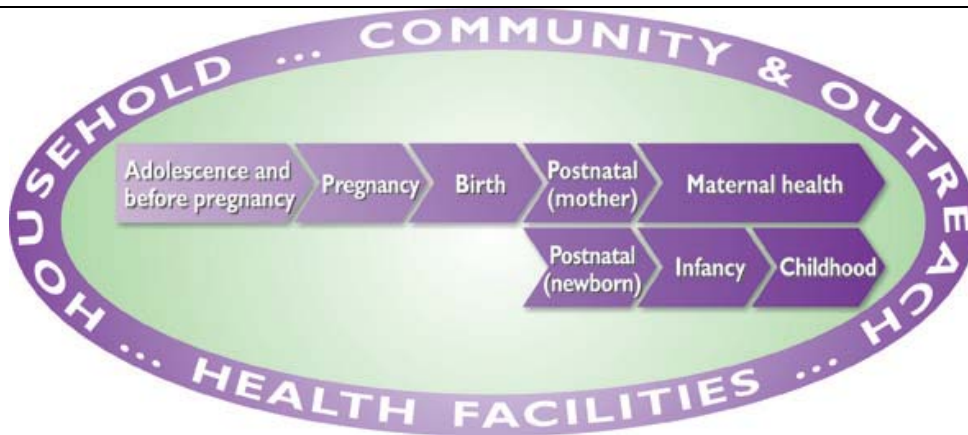 HOUSEHOLD ... COMMUNITY & OUTREACH ... HEALTH FACILITIES ...
Adolescence and
before pregnancy
Pregnancy
Birth
Postnatal
(mother)
Maternal health
Postnatal
(newborn)
Infancy
Childhood